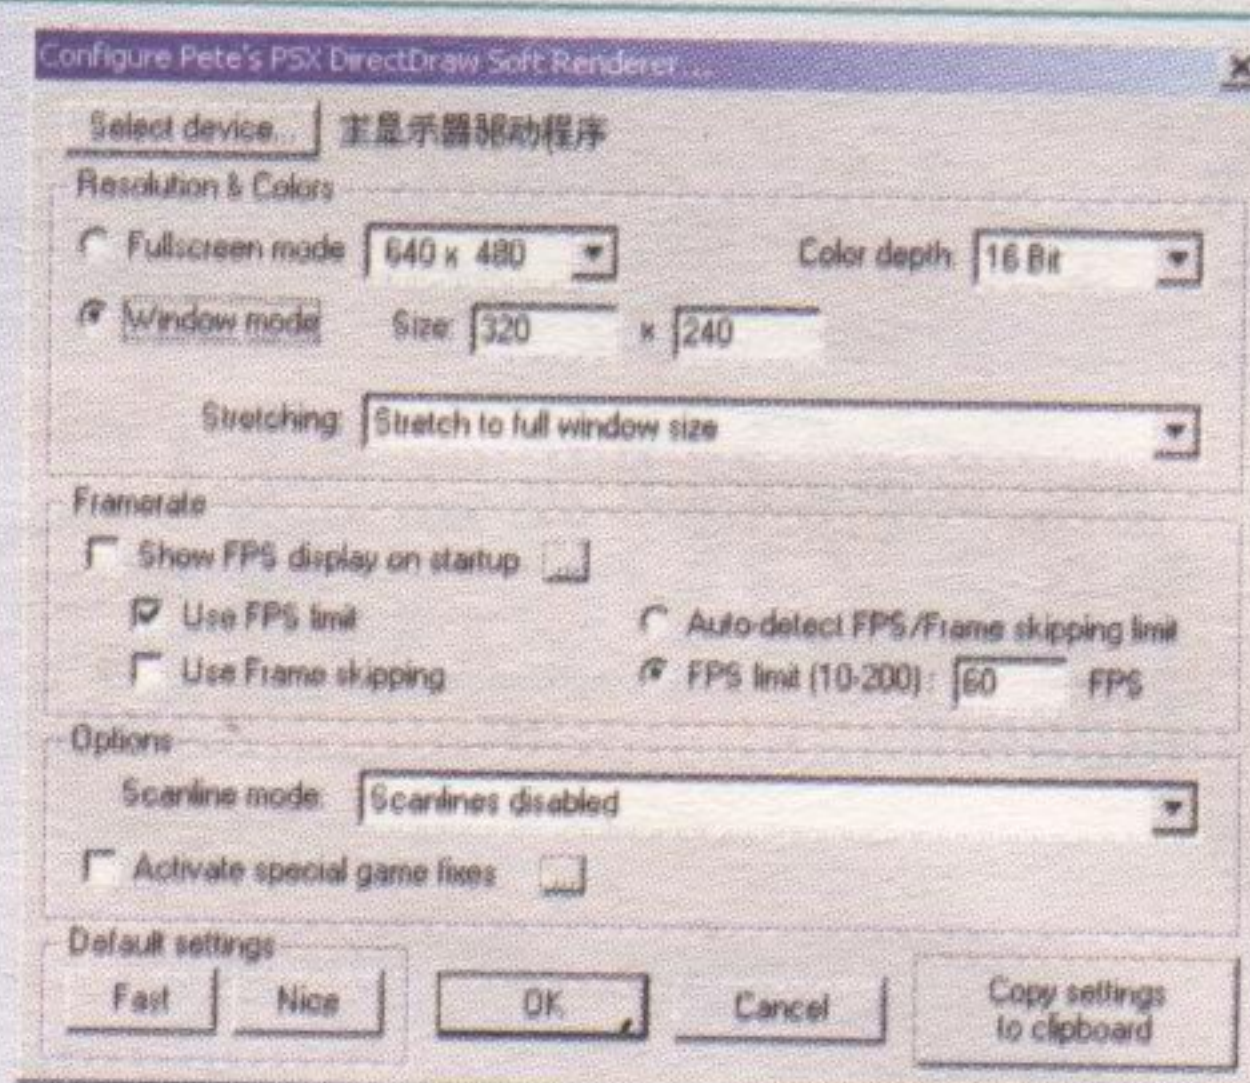 Configure Pete's PSX DirectDraw Soft Renderer ...
Select device... 主显示器驱动程序
Resolution & Colors
Fullscreen mode 640 x 480 Color depth: 16 Bit
Window mode Size: 320 x 240
Stretching: Stretch to full window size
Framerate
Show FPS display on startup ...
Use FPS limit Auto-detect FPS/Frame skipping limit
Use Frame skipping FPS limit (10-200) : 60 FPS
Options
Scanline mode: Scanlines disabled
Activate special game fixes ...
Default settings
Fast Nice OK Cancel Copy settings
to clipboard